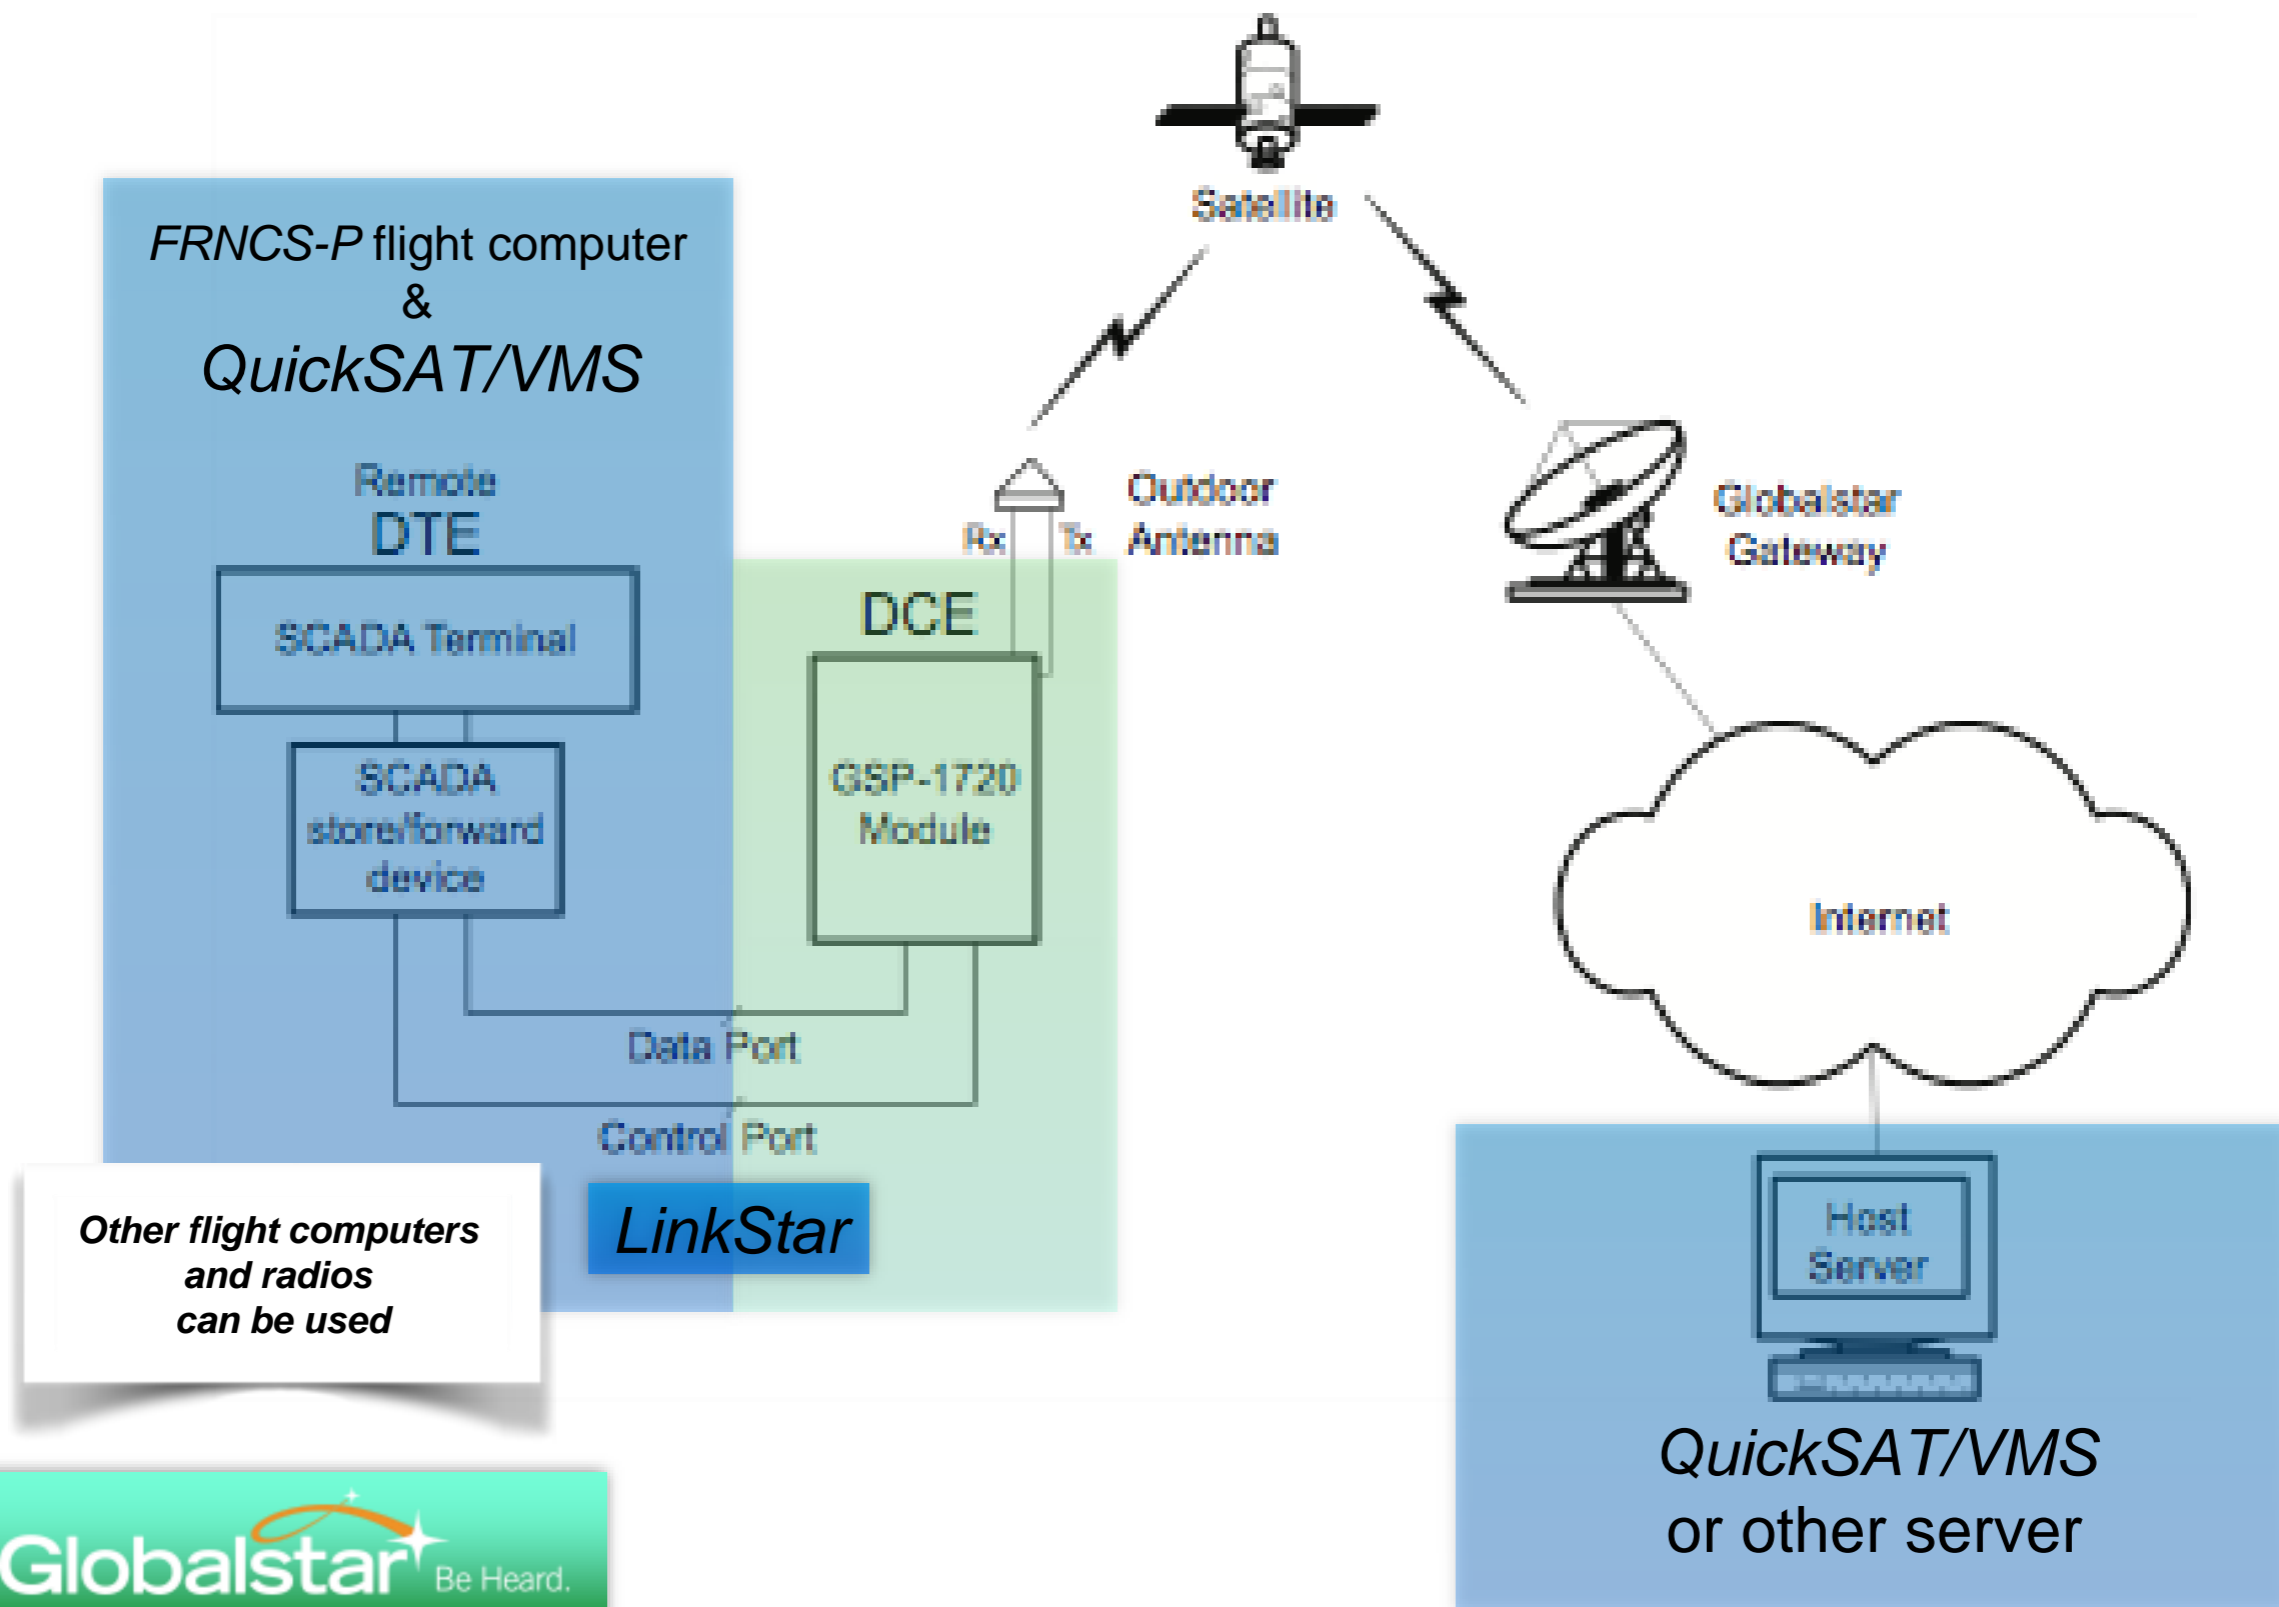 Satellite
FRNCS-P flight computer
&
QuickSAT/VMS
Remote
DTE
SCADA Terminal
SCADA
store/forward
device
DCE
GSP-1720
Module
Rx
Tx
Outdoor
Antenna
Globalstar
Gateway
Internet
Data Port
Control Port
LinkStar
Other flight computers
and radios
can be used
Host
Server
QuickSAT/VMS
or other server
Globalstar
Be Heard.